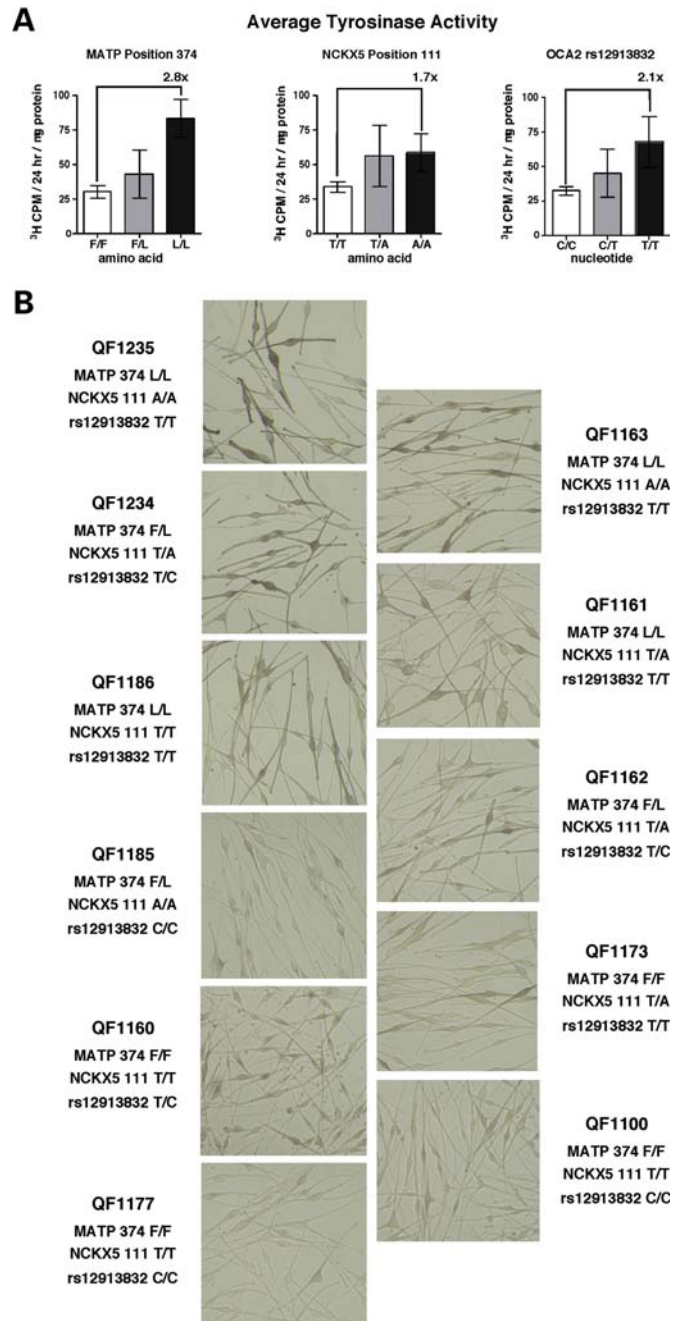 A
Average Tyrosinase Activity
MATP Position 374
2.8x
³H CPM / 24 hr / mg protein
100
75
50
25
0
F/F F/L L/L
amino acid
NCKX5 Position 111
1.7x
³H CPM / 24 hr / mg protein
100
75
50
25
0
T/T T/A A/A
amino acid
OCA2 rs12913832
2.1x
³H CPM / 24 hr / mg protein
100
75
50
25
0
C/C C/T T/T
nucleotide
B
QF1235
MATP 374 L/L
NCKX5 111 A/A
rs12913832 T/T
QF1163
MATP 374 L/L
NCKX5 111 A/A
rs12913832 T/T
QF1234
MATP 374 F/L
NCKX5 111 T/A
rs12913832 T/C
QF1161
MATP 374 L/L
NCKX5 111 T/A
rs12913832 T/T
QF1186
MATP 374 L/L
NCKX5 111 T/T
rs12913832 T/T
QF1162
MATP 374 F/L
NCKX5 111 T/A
rs12913832 T/C
QF1185
MATP 374 F/L
NCKX5 111 A/A
rs12913832 C/C
QF1173
MATP 374 F/F
NCKX5 111 T/A
rs12913832 T/T
QF1160
MATP 374 F/F
NCKX5 111 T/T
rs12913832 T/C
QF1100
MATP 374 F/F
NCKX5 111 T/T
rs12913832 C/C
QF1177
MATP 374 F/F
NCKX5 111 T/T
rs12913832 C/C